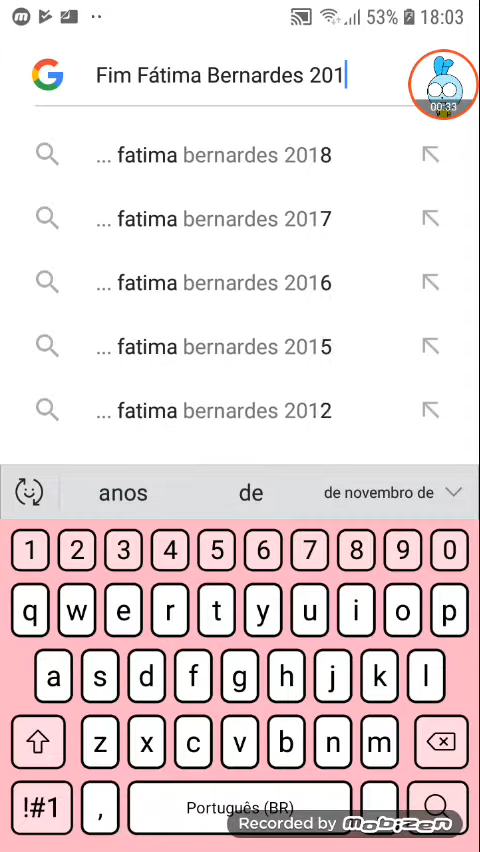 53% 18:03
Fim Fátima Bernardes 201
00:33
... fatima bernardes 2018
... fatima bernardes 2017
... fatima bernardes 2016
... fatima bernardes 2015
... fatima bernardes 2012
anos de de novembro de
1 2 3 4 5 6 7 8 9 0
q w e r t y u i o p
a s d f g h j k l
z x c v b n m
!#1 , Português (BR)
Recorded by mobizen